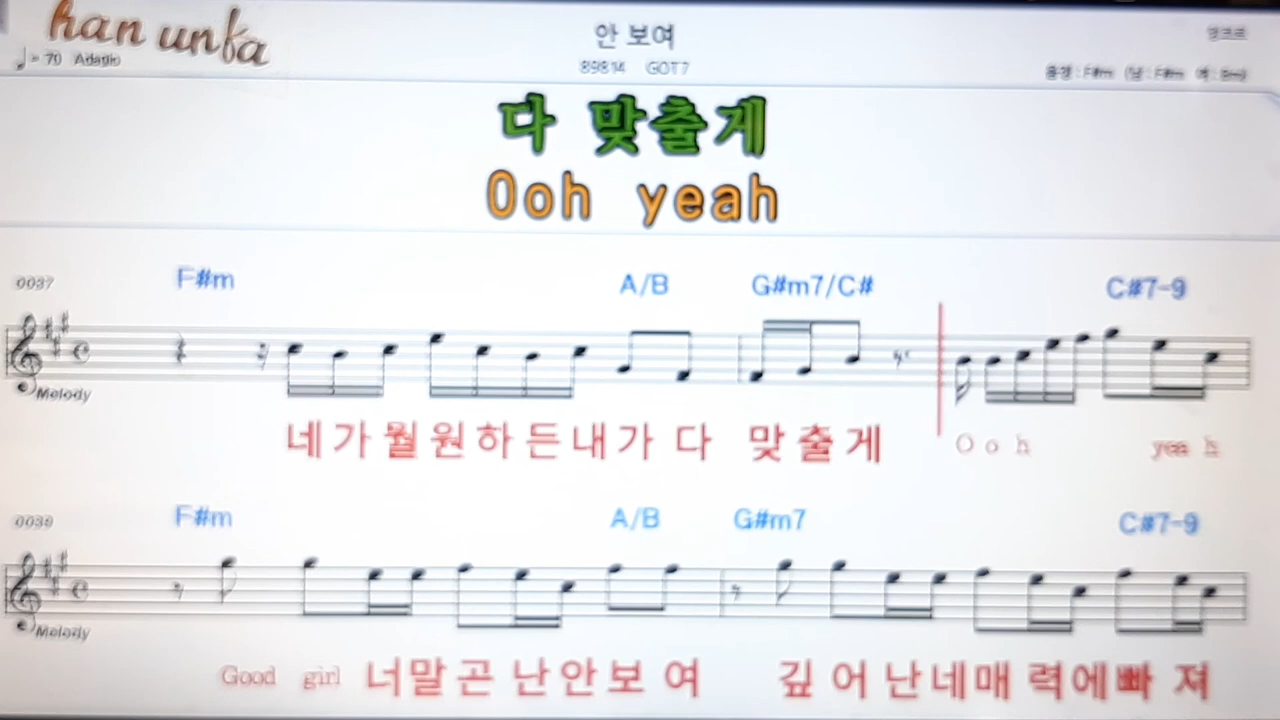 han unfa
안 보여
♩= 70 Adagio
89814 GOT7
다 맞출게
Ooh yeah
0037 F#m A/B G#m7/C# C#7-9
Melody
네가 월 원하든내가 다 맞출게 Ooh yeah
F#m A/B G#m7 C#7-9
Melody
Good girl 너말곤 난안보여 깊어난네매력에빠져